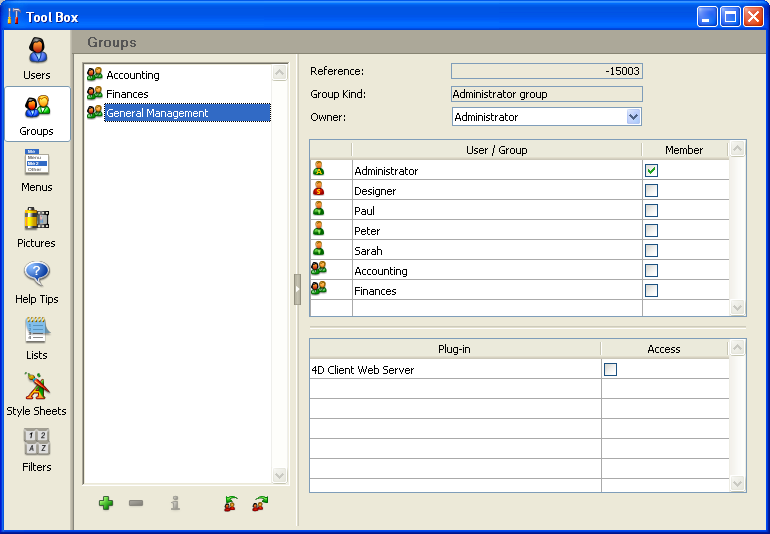 Tool Box
Users
Groups
Menus
Pictures
Help Tips
Lists
Style Sheets
Filters
Groups
Accounting
Finances
General Management
Reference: -15003
Group Kind: Administrator group
Owner: Administrator
User / Group Member
Administrator
Designer
Paul
Peter
Sarah
Accounting
Finances
Plug-in Access
4D Client Web Server